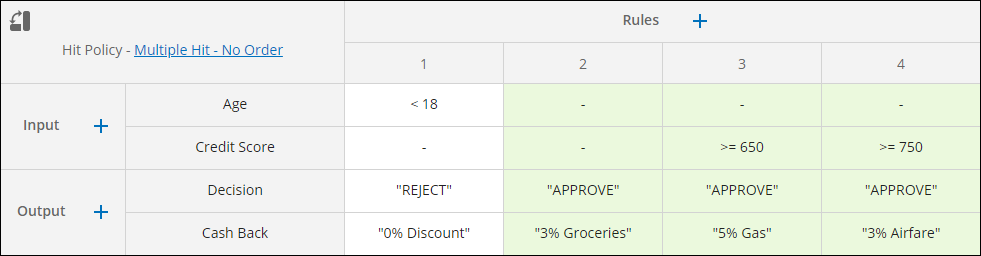 Rules +
Hit Policy - Multiple Hit - No Order
1 2 3 4
Input + Age < 18 - - -
Credit Score - - >= 650 >= 750
Output + Decision "REJECT" "APPROVE" "APPROVE" "APPROVE"
Cash Back "0% Discount" "3% Groceries" "5% Gas" "3% Airfare"